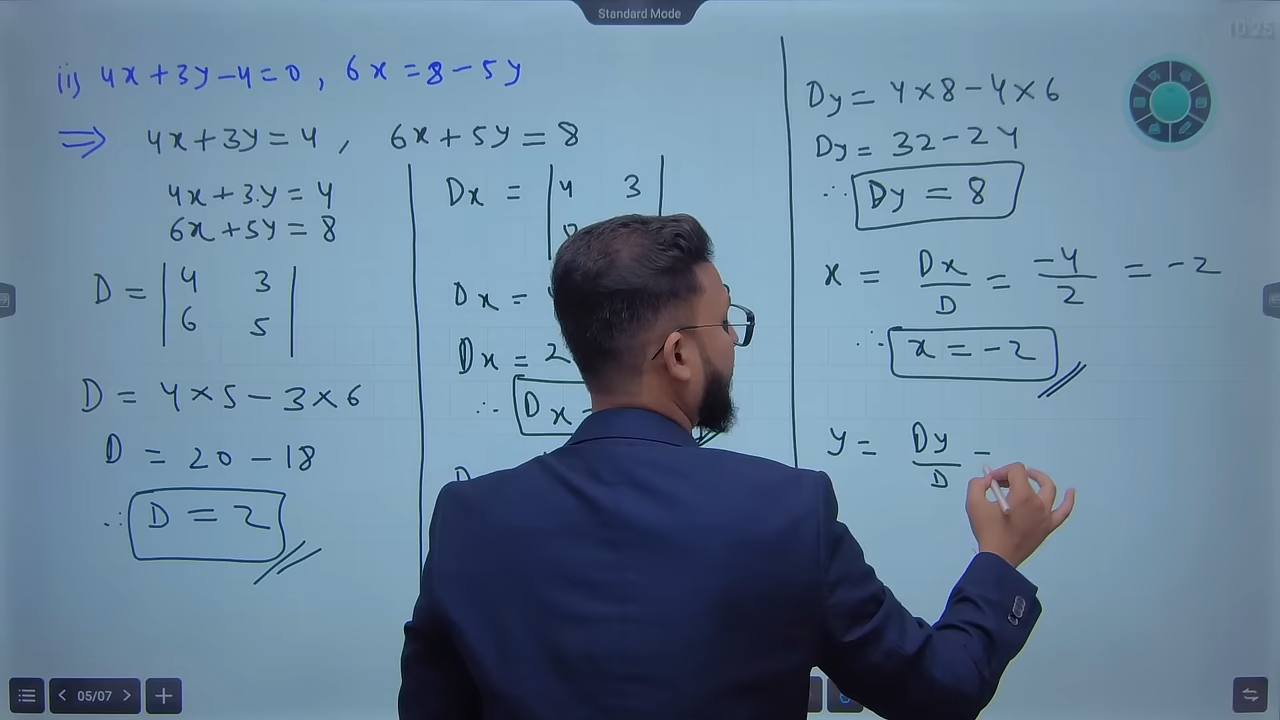 Standard Mode
10:25
ii) 4x+3y-4=0, 6x=8-5y
⇒ 4x+3y=4, 6x+5y=8
4x+3y=4
6x+5y=8
D = | 4 3 |
| 6 5 |
D = 4×5-3×6
D = 20-18
∴ D = 2
Dx = | 4 3 |
Dx =
Dx = 2
∴ Dx
D
Dy = 4×8-4×6
Dy = 32-24
∴ Dy = 8
x = Dx/D = -4/2 = -2
∴ x = -2
y = Dy/D =
05/07